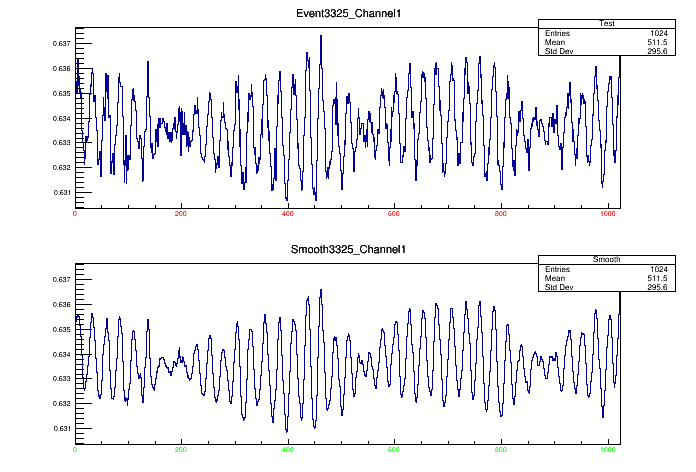 Event3325_Channel1
Test
Entries 1024
Mean 511.5
Std Dev 295.6
0.637
0.636
0.635
0.634
0.633
0.632
0.631
0 200 400 600 800 1000
Smooth3325_Channel1
Smooth
Entries 1024
Mean 511.5
Std Dev 295.6
0.637
0.636
0.635
0.634
0.633
0.632
0.631
0 200 400 600 800 1000